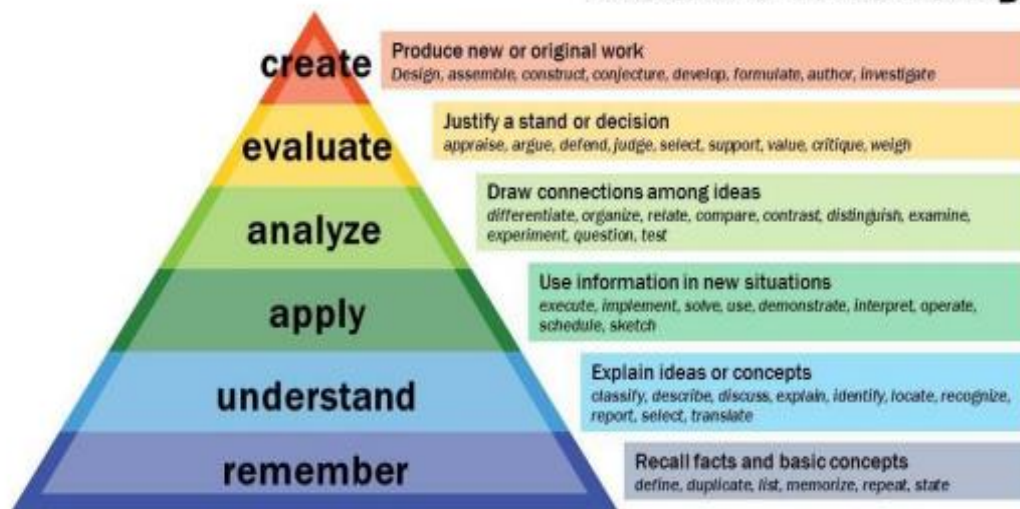 create
Produce new or original work
Design, assemble, construct, conjecture, develop, formulate, author, investigate
evaluate
Justify a stand or decision
appraise, argue, defend, judge, select, support, value, critique, weigh
analyze
Draw connections among ideas
differentiate, organize, relate, compare, contrast, distinguish, examine,
experiment, question, test
apply
Use information in new situations
execute, implement, solve, use, demonstrate, interpret, operate,
schedule, sketch
understand
Explain ideas or concepts
classify, describe, discuss, explain, identify, locate, recognize,
report, select, translate
remember
Recall facts and basic concepts
define, duplicate, list, memorize, repeat, state